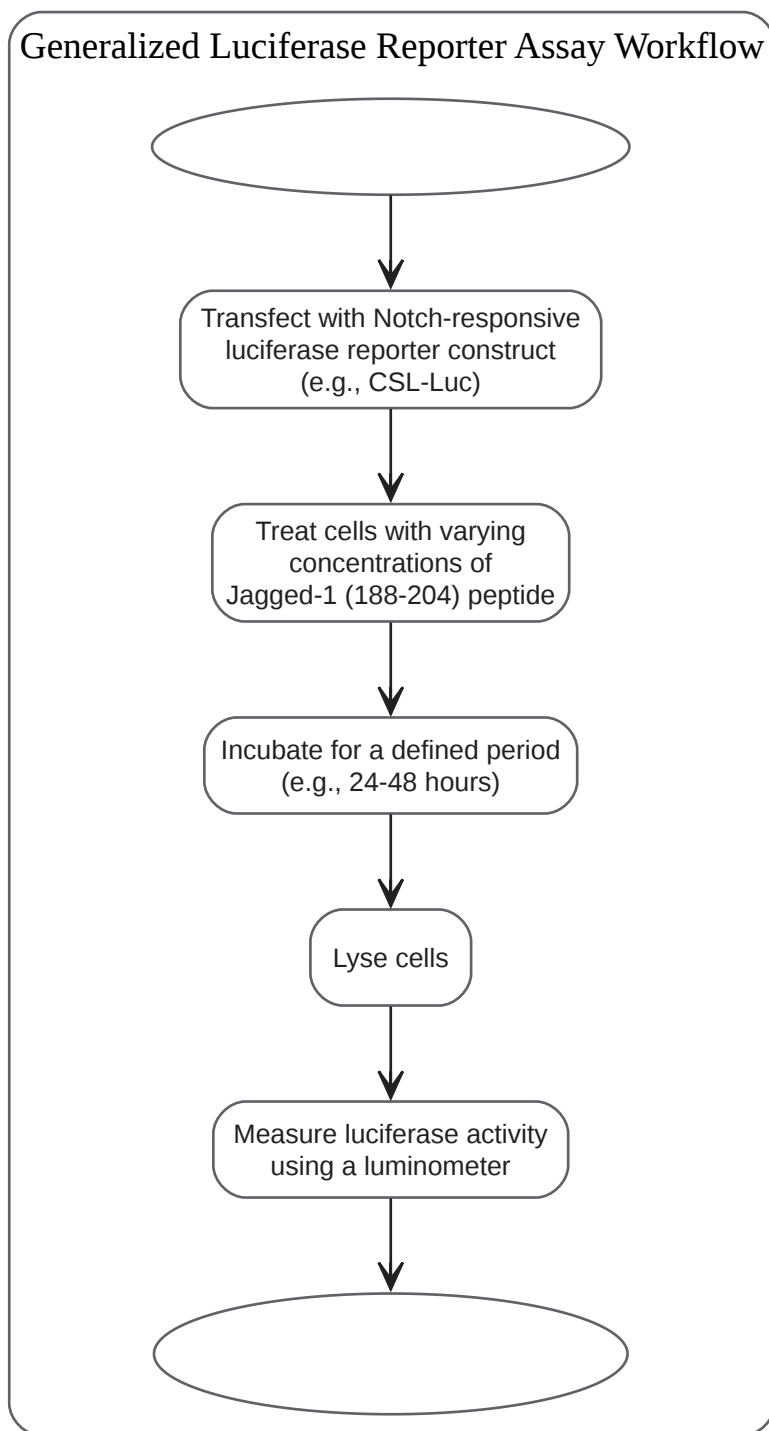 Generalized Luciferase Reporter Assay Workflow
Transfect with Notch-responsive
luciferase reporter construct
(e.g., CSL-Luc)
Treat cells with varying
concentrations of
Jagged-1 (188-204) peptide
Incubate for a defined period
(e.g., 24-48 hours)
Lyse cells
Measure luciferase activity
using a luminometer